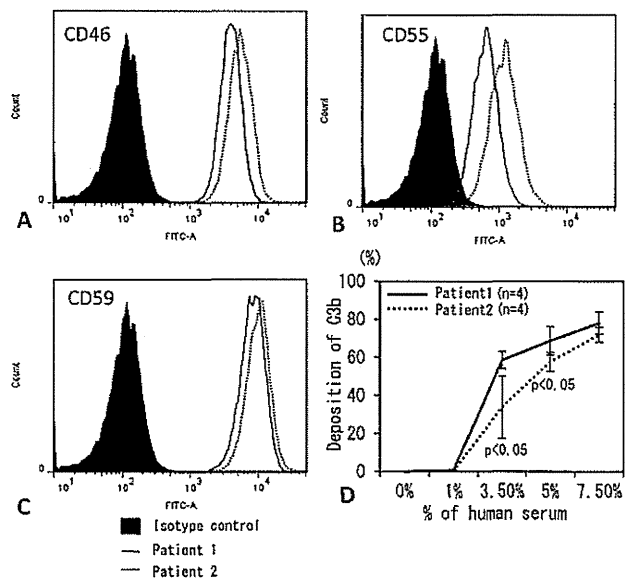 CD46
Count
0
10¹ 10² 10³ 10⁴
FITC-A
A
CD55
Count
0
10¹ 10² 10³ 10⁴
FITC-A
B
CD59
Count
0
10¹ 10² 10³ 10⁴
FITC-A
C
Isotype control
Patient 1
Patient 2
(%)
100
80
60
40
20
0
Deposition of C3b
Patient1 (n=4)
Patient2 (n=4)
p<0.05
p<0.05
0% 1% 3.50% 5% 7.50%
% of human serum
D